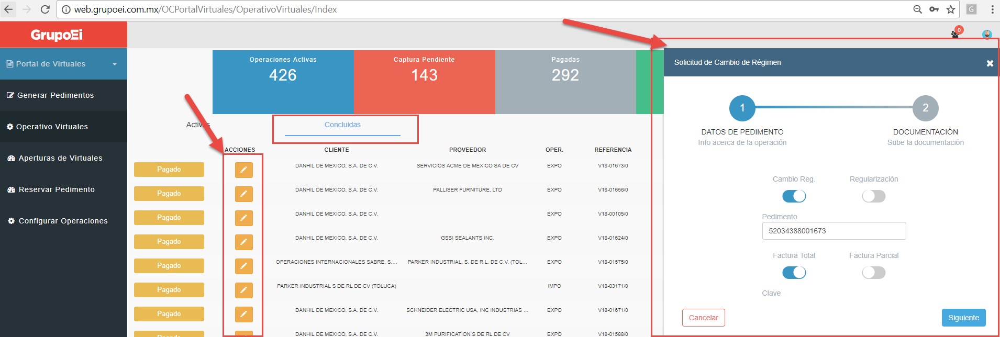 web.grupoei.com.mx/OCPortalVirtuales/OperativoVirtuales/Index
G
GrupoEi
0
Portal de Virtuales
Generar Pedimentos
Operativo Virtuales
Aperturas de Virtuales
Reservar Pedimento
Configurar Operaciones
Operaciones Activas
426
Captura Pendiente
143
Pagadas
292
Activas
Concluidas
ACCIONES CLIENTE PROVEEDOR OPER. REFERENCIA
Pagado DANHIL DE MEXICO, S.A. DE C.V. SERVICIOS ACME DE MEXICO SA DE CV EXPO V18-01673/0
Pagado DANHIL DE MEXICO, S.A. DE C.V. PALLISER FURNITURE, LTD EXPO V18-01656/0
Pagado DANHIL DE MEXICO, S.A. DE C.V. EXPO V18-00105/0
Pagado DANHIL DE MEXICO, S.A. DE C.V. GSSI SEALANTS INC. EXPO V18-01624/0
Pagado OPERACIONES INTERNACIONALES SABRE, S.... PARKER INDUSTRIAL, S. DE R.L. DE C.V. (TOL... EXPO V18-01575/0
Pagado PARKER INDUSTRIAL S DE RL DE CV (TOLUCA) IMPO V18-03171/0
Pagado DANHIL DE MEXICO, S.A. DE C.V. SCHNEIDER ELECTRIC USA, INC INDUSTRIAS ... EXPO V18-01671/0
Pagado DANHIL DE MEXICO, S.A. DE C.V. 3M PURIFICATION S DE RL DE CV EXPO V18-01588/0
Solicitud de Cambio de Régimen
1
2
DATOS DE PEDIMENTO
Info acerca de la operación
DOCUMENTACIÓN
Sube la documentación
Cambio Reg. Regularización
Pedimento
52034388001673
Factura Total Factura Parcial
Clave
Cancelar Siguiente